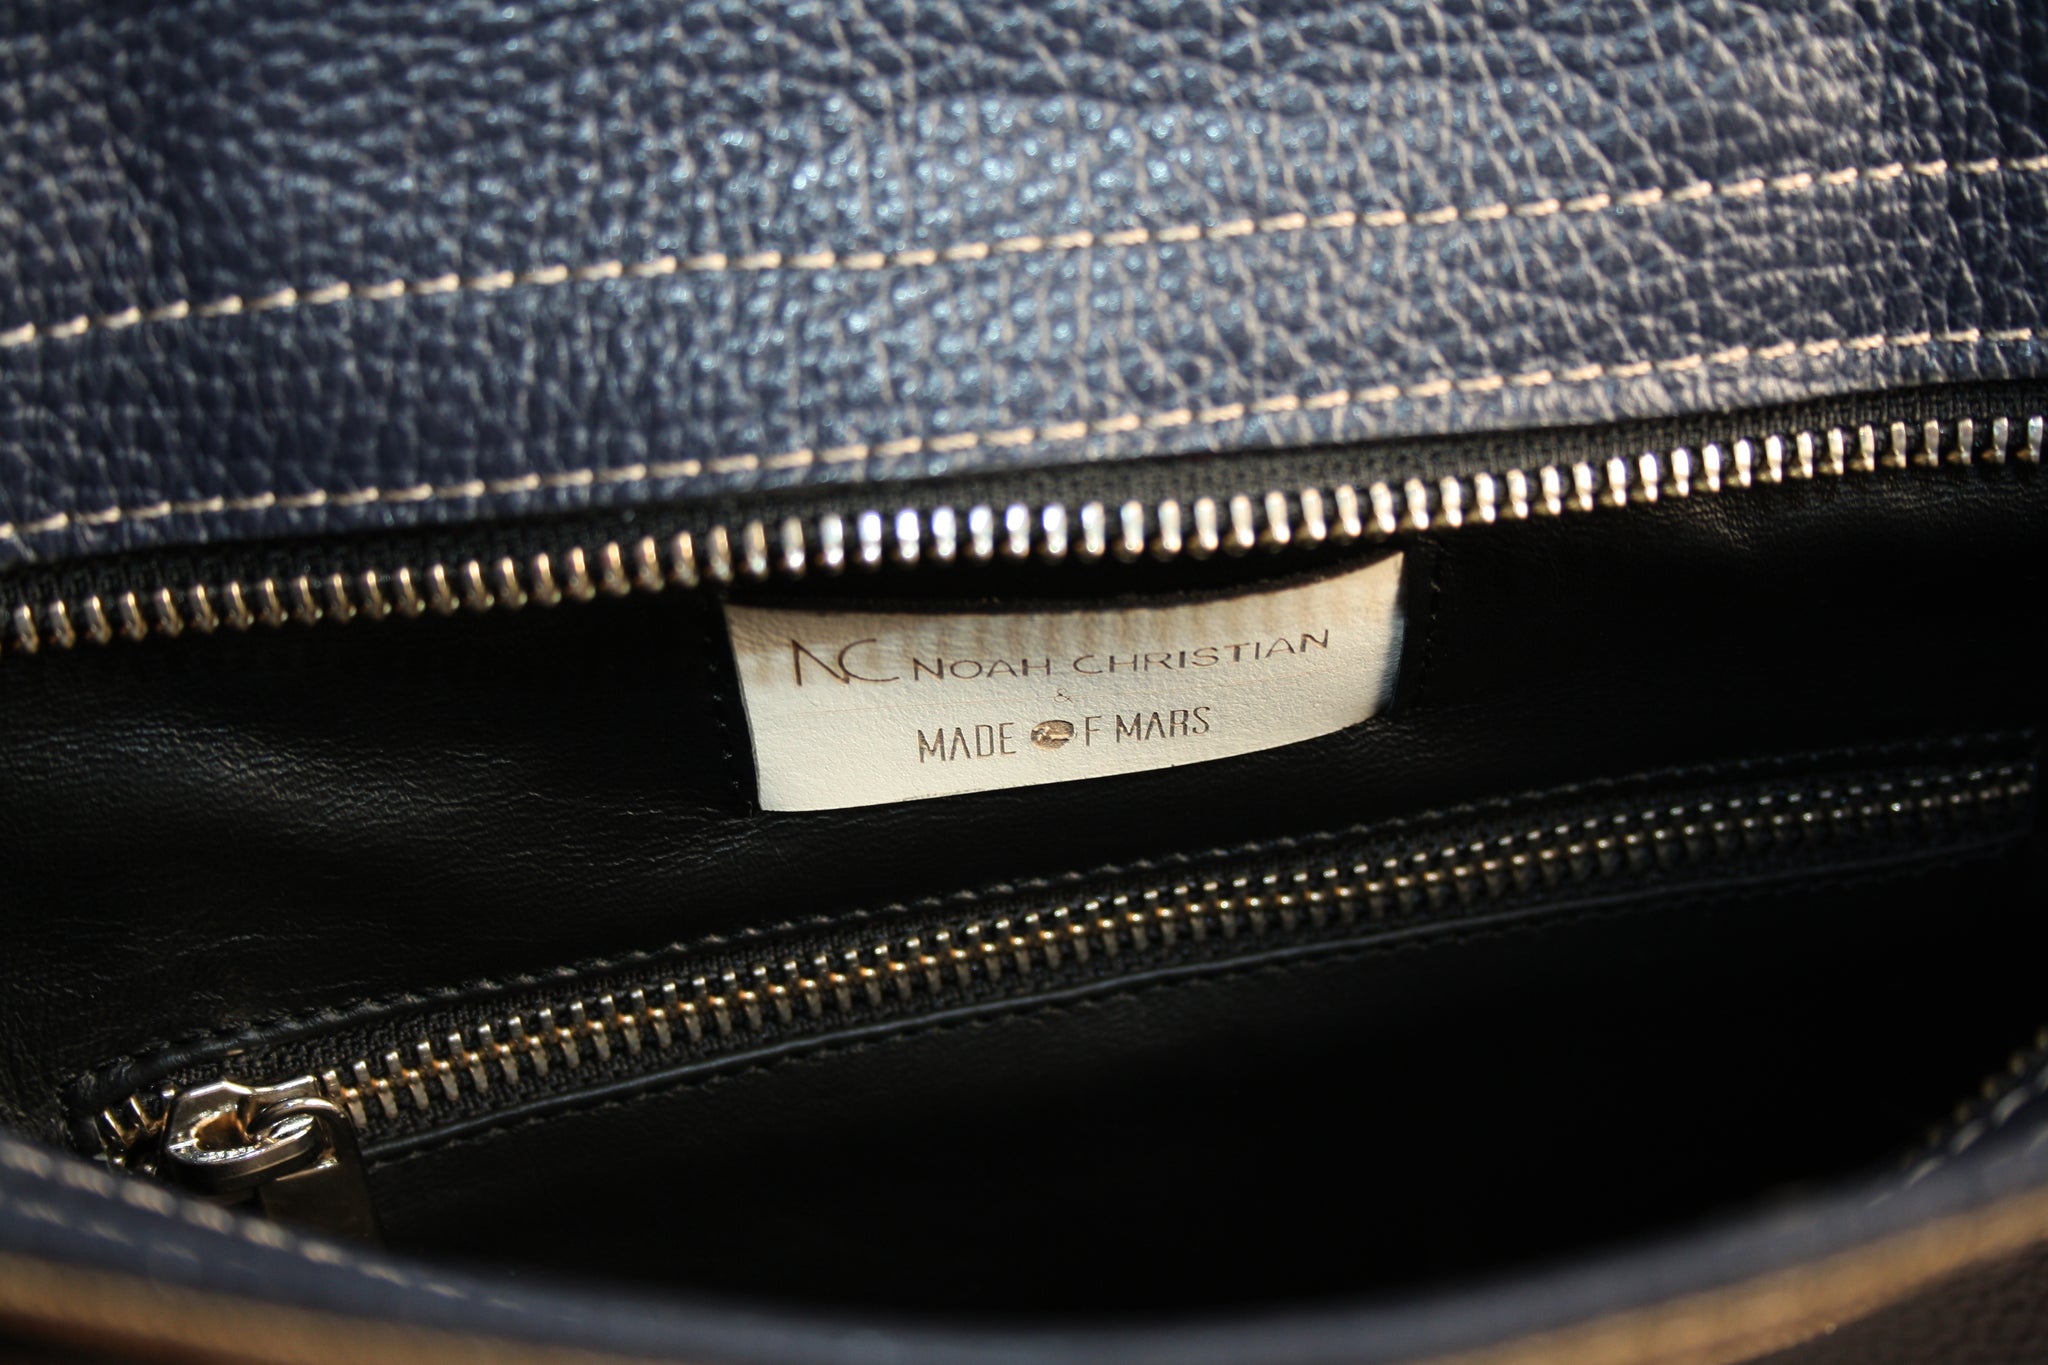 NC NOAH CHRISTIAN
&
MADE OF MARS